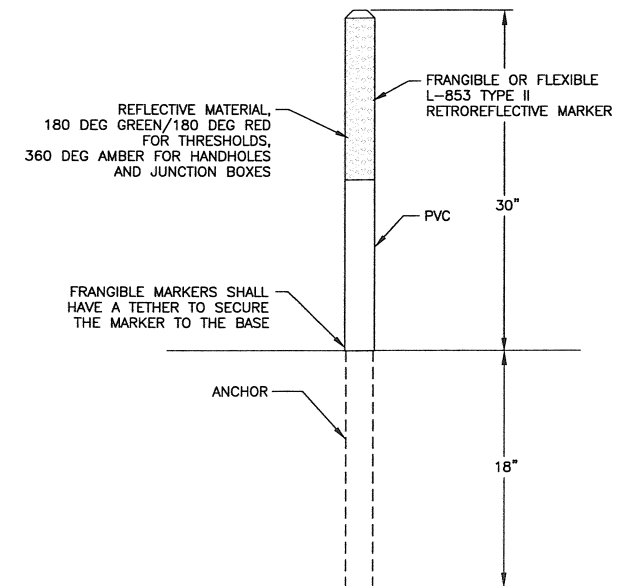 FRANGIBLE OR FLEXIBLE
L-853 TYPE II
RETROREFLECTIVE MARKER
REFLECTIVE MATERIAL,
180 DEG GREEN/180 DEG RED
FOR THRESHOLDS,
360 DEG AMBER FOR HANDHOLES
AND JUNCTION BOXES
30"
PVC
FRANGIBLE MARKERS SHALL
HAVE A TETHER TO SECURE
THE MARKER TO THE BASE
ANCHOR
18"